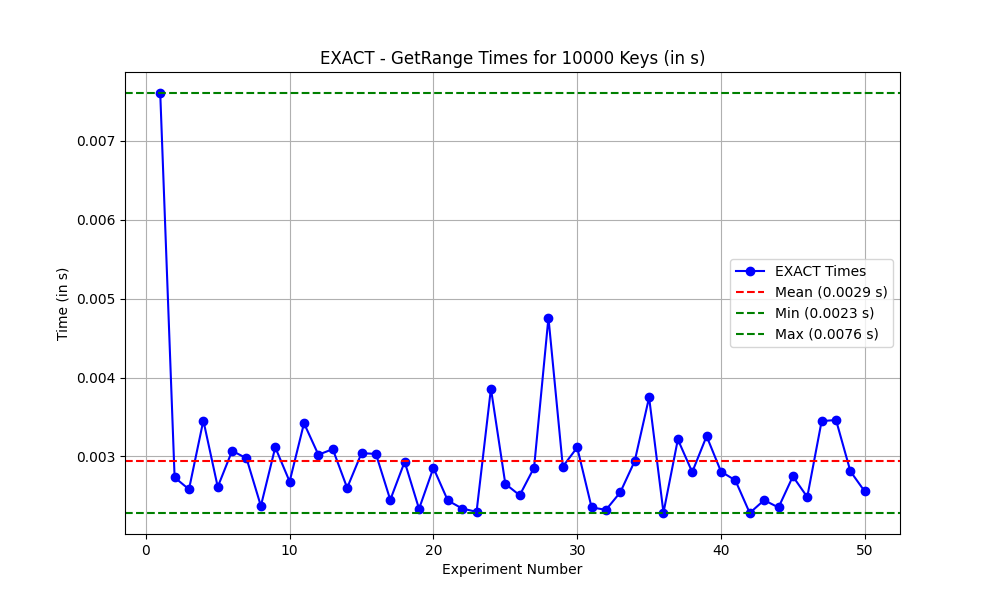 EXACT - GetRange Times for 10000 Keys (in s)
0.007
0.006
0.005
0.004
0.003
Time (in s)
EXACT Times
Mean (0.0029 s)
Min (0.0023 s)
Max (0.0076 s)
0 10 20 30 40 50
Experiment Number